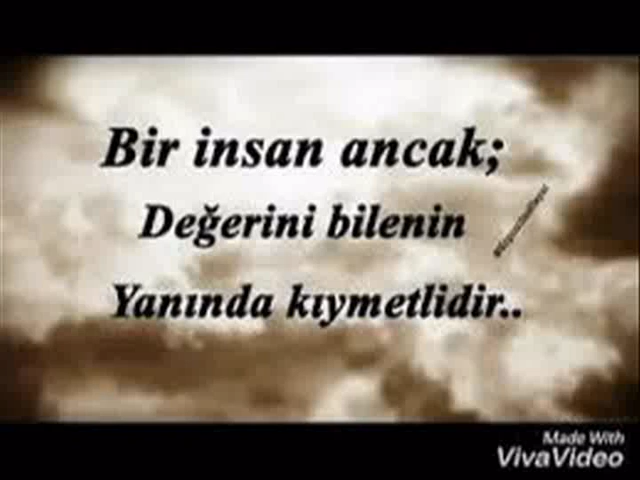 Bir insan ancak;
Değerini bilenin
Yanında kıymetlidir..
Made With
VivaVideo